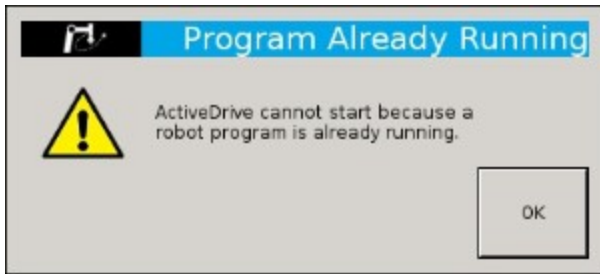 Program Already Running
ActiveDrive cannot start because a
robot program is already running.
OK